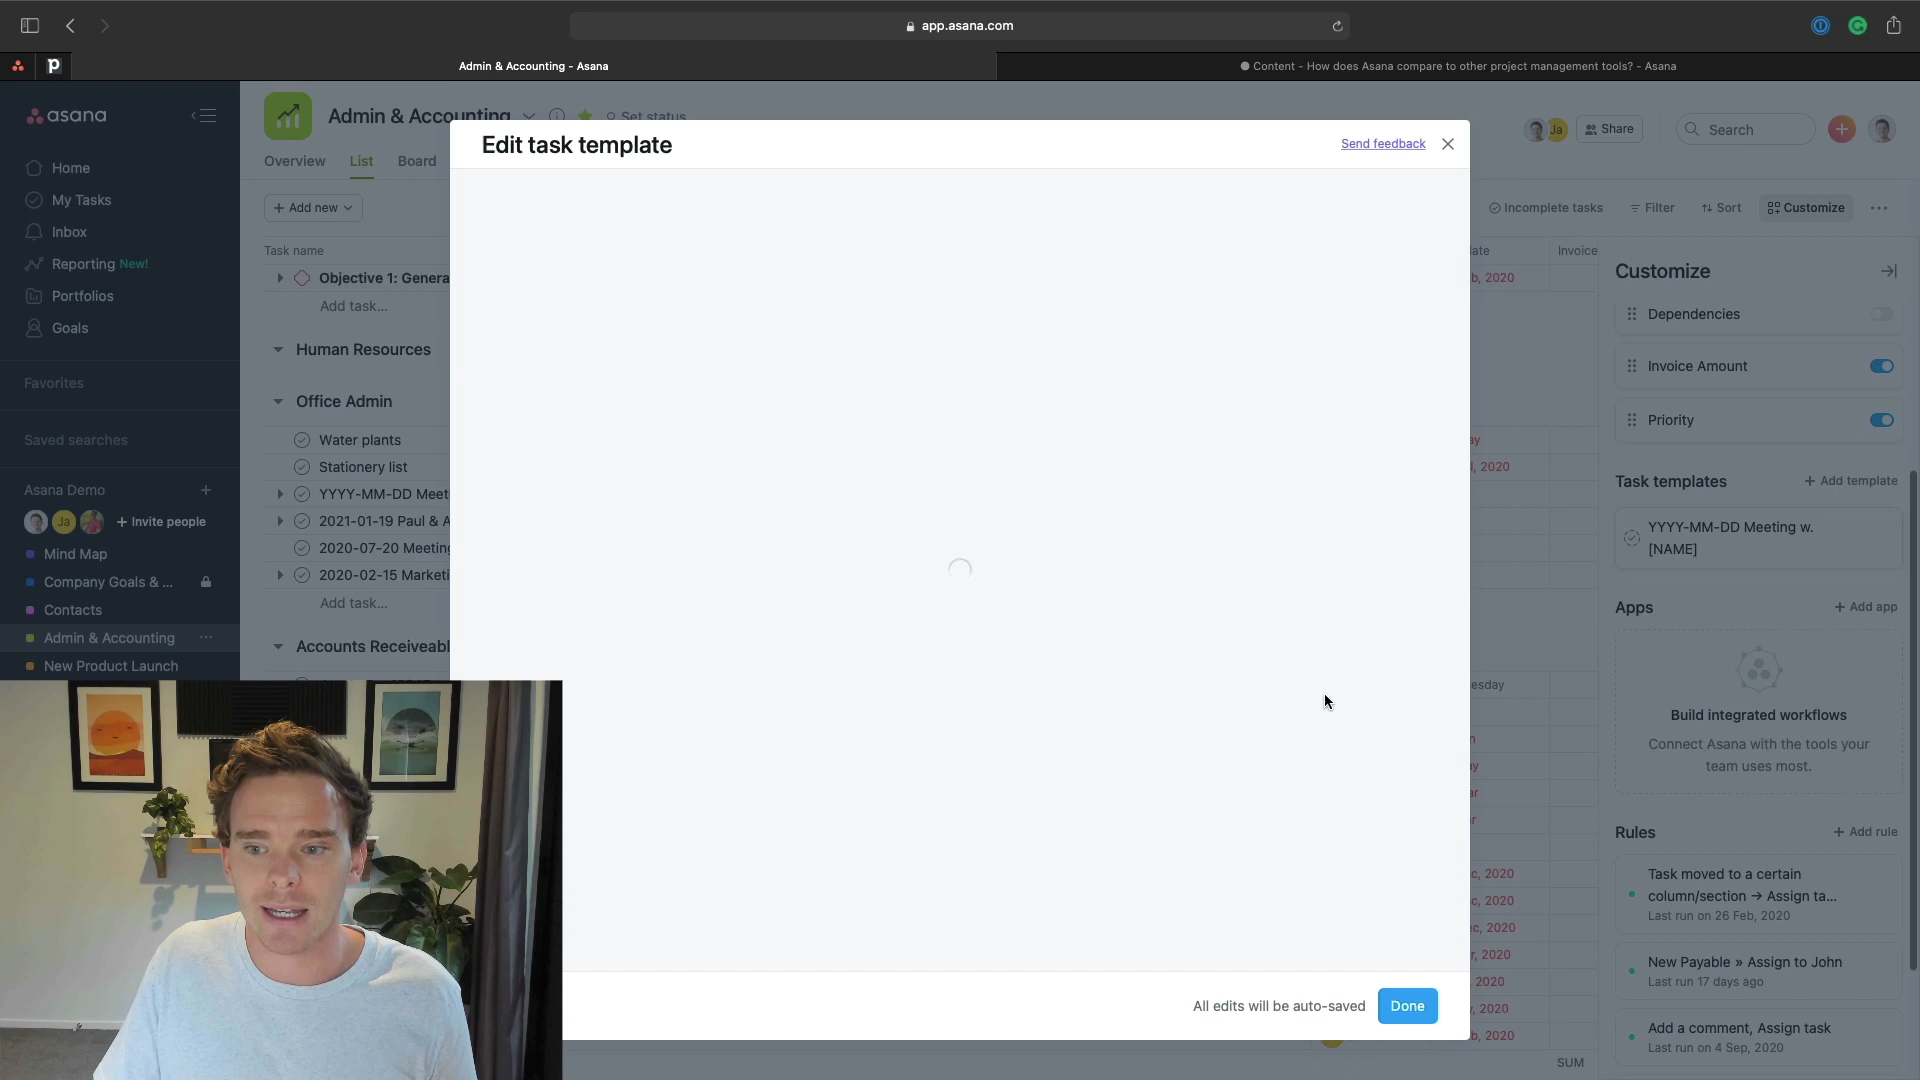 app.asana.com
Admin & Accounting - Asana
Content - How does Asana compare to other project management tools? - Asana
asana
Home
My Tasks
Inbox
Reporting New!
Portfolios
Goals
Favorites
Saved searches
Asana Demo
Ja
Invite people
Mind Map
Company Goals & ...
Contacts
Admin & Accounting
New Product Launch
Admin & Accounting
Set status
Overview
List
Board
Ja
Share
Search
Add new
Incomplete tasks
Filter
Sort
Customize
Task name
Invoice
Objective 1: Genera
b, 2020
Add task...
Human Resources
Office Admin
Water plants
ay
Stationery list
l, 2020
YYYY-MM-DD Meet
2021-01-19 Paul & A
2020-07-20 Meeting
2020-02-15 Marketi
Add task...
Accounts Receiveabl
esday
c, 2020
c, 2020
ec, 2020
r, 2020
2020
, 2020
b, 2020
SUM
Edit task template
Send feedback
All edits will be auto-saved
Done
Customize
Dependencies
Invoice Amount
Priority
Task templates
Add template
YYYY-MM-DD Meeting w.
[NAME]
Apps
Add app
Build integrated workflows
Connect Asana with the tools your
team uses most.
Rules
Add rule
Task moved to a certain
column/section → Assign ta...
Last run on 26 Feb, 2020
New Payable » Assign to John
Last run 17 days ago
Add a comment, Assign task
Last run on 4 Sep, 2020